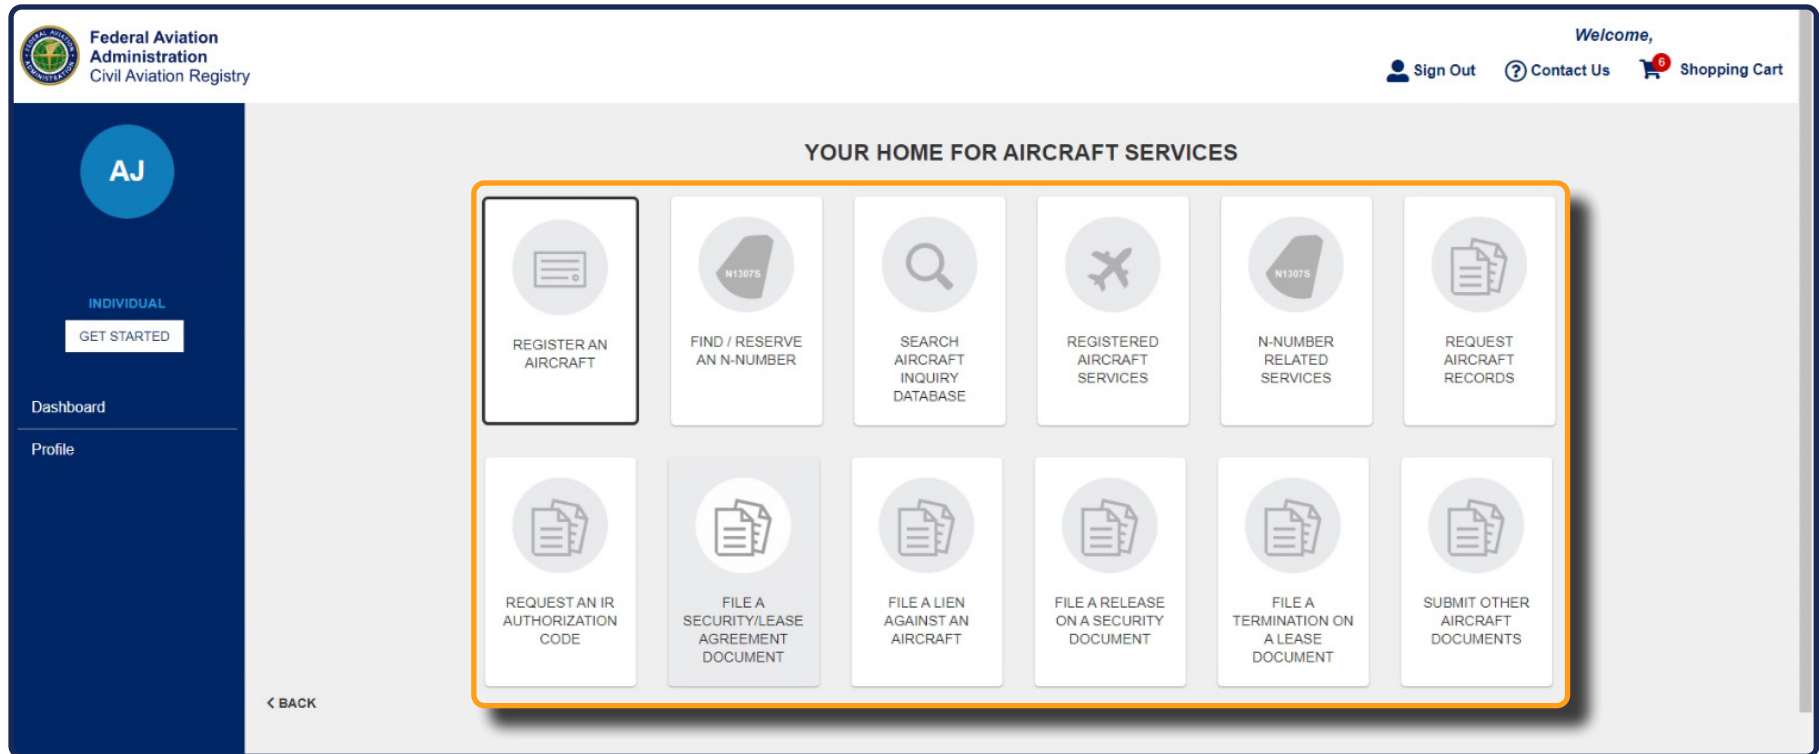 Federal Aviation
Administration
Civil Aviation Registry
Welcome,
Sign Out
Contact Us
6
Shopping Cart
AJ
INDIVIDUAL
GET STARTED
Dashboard
Profile
YOUR HOME FOR AIRCRAFT SERVICES
REGISTER AN
AIRCRAFT
N1307S
FIND / RESERVE
AN N-NUMBER
SEARCH
AIRCRAFT
INQUIRY
DATABASE
REGISTERED
AIRCRAFT
SERVICES
N1307S
N-NUMBER
RELATED
SERVICES
REQUEST
AIRCRAFT
RECORDS
REQUEST AN IR
AUTHORIZATION
CODE
FILE A
SECURITY/LEASE
AGREEMENT
DOCUMENT
FILE A LIEN
AGAINST AN
AIRCRAFT
FILE A RELEASE
ON A SECURITY
DOCUMENT
FILE A
TERMINATION ON
A LEASE
DOCUMENT
SUBMIT OTHER
AIRCRAFT
DOCUMENTS
< BACK